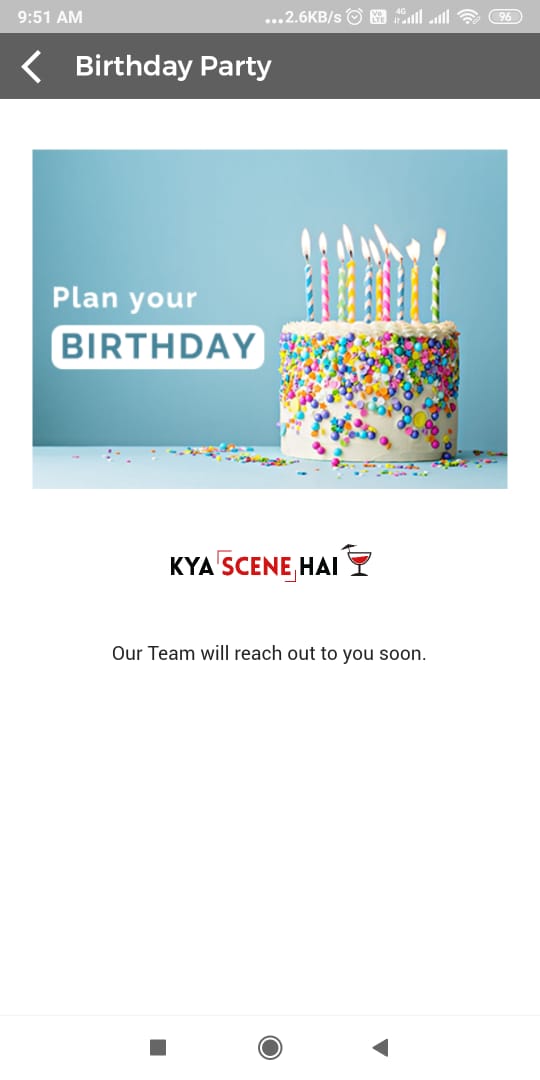 9:51 AM
...2.6KB/s
4G
96
Birthday Party
Plan your
BIRTHDAY
KYA SCENE HAI
Our Team will reach out to you soon.